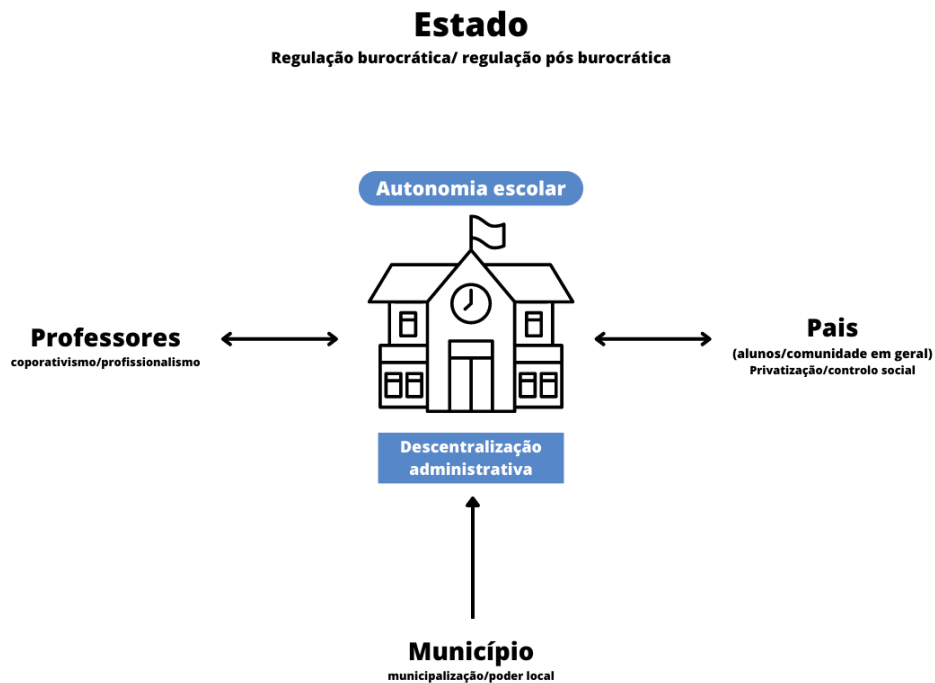 Estado
Regulação burocrática/ regulação pós burocrática
Autonomia escolar
Professores
coporativismo/profissionalismo
Pais
(alunos/comunidade em geral)
Privatização/controlo social
Descentralização
administrativa
Município
municipalização/poder local